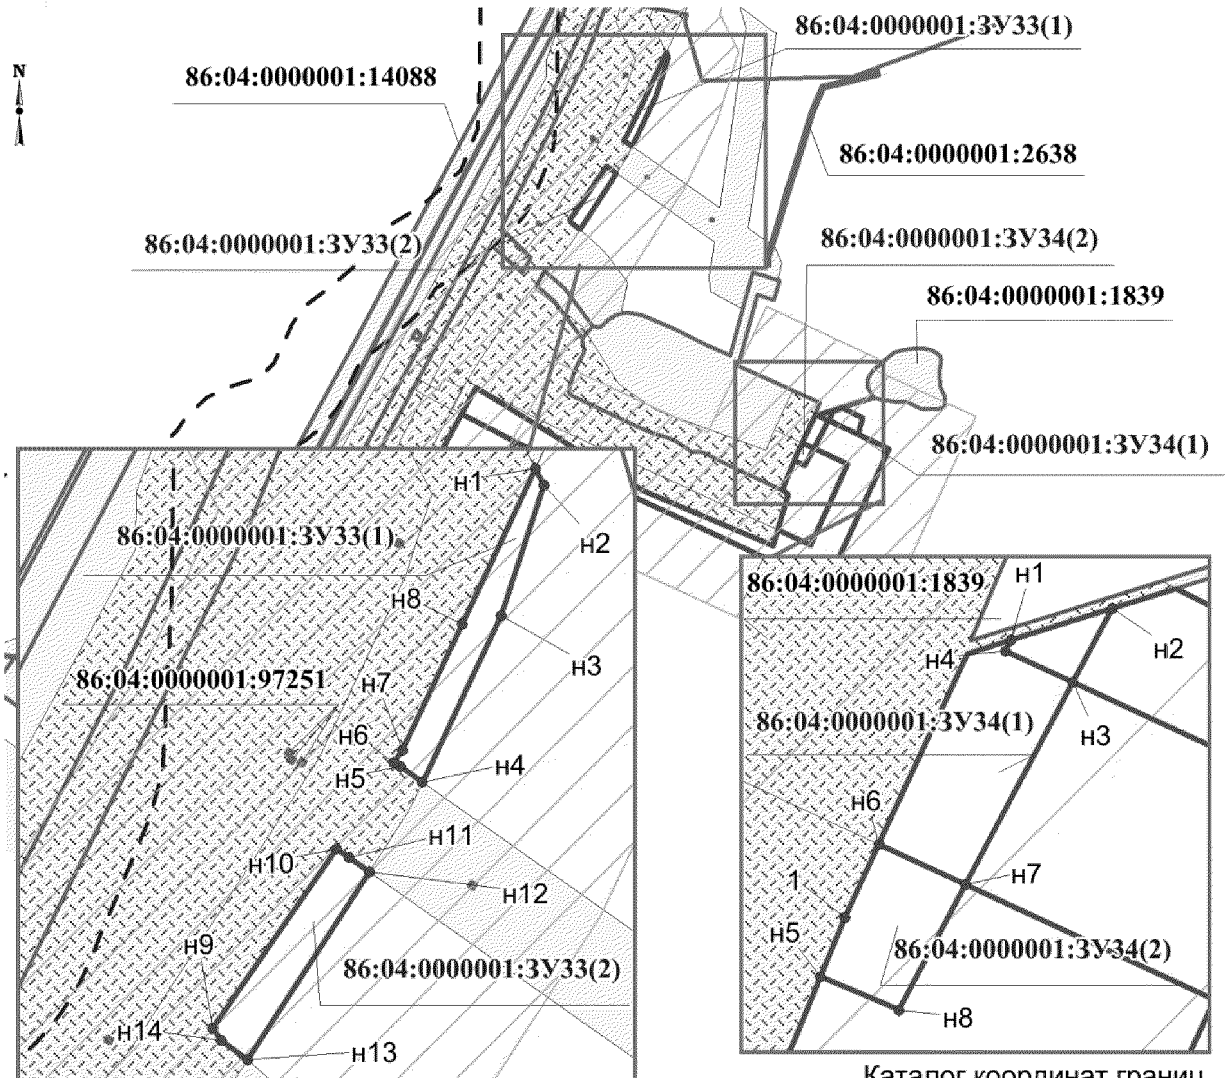 86:04:0000001:ЗУ33(1)
N
86:04:0000001:14088
86:04:0000001:2638
86:04:0000001:ЗУ33(2)
86:04:0000001:ЗУ34(2)
86:04:0000001:1839
86:04:0000001:ЗУ34(1)
н1
н2
86:04:0000001:ЗУ33(1)
н8
н3
86:04:0000001:97251
н7
н6
н5
н4
н11
н10
н12
н9
86:04:0000001:ЗУ33(2)
н14
н13
86:04:0000001:1839
н1
н2
н4
86:04:0000001:ЗУ34(1)
н3
н6
н7
1
н5
86:04:0000001:ЗУ34(2)
н8
Каталог координат границ